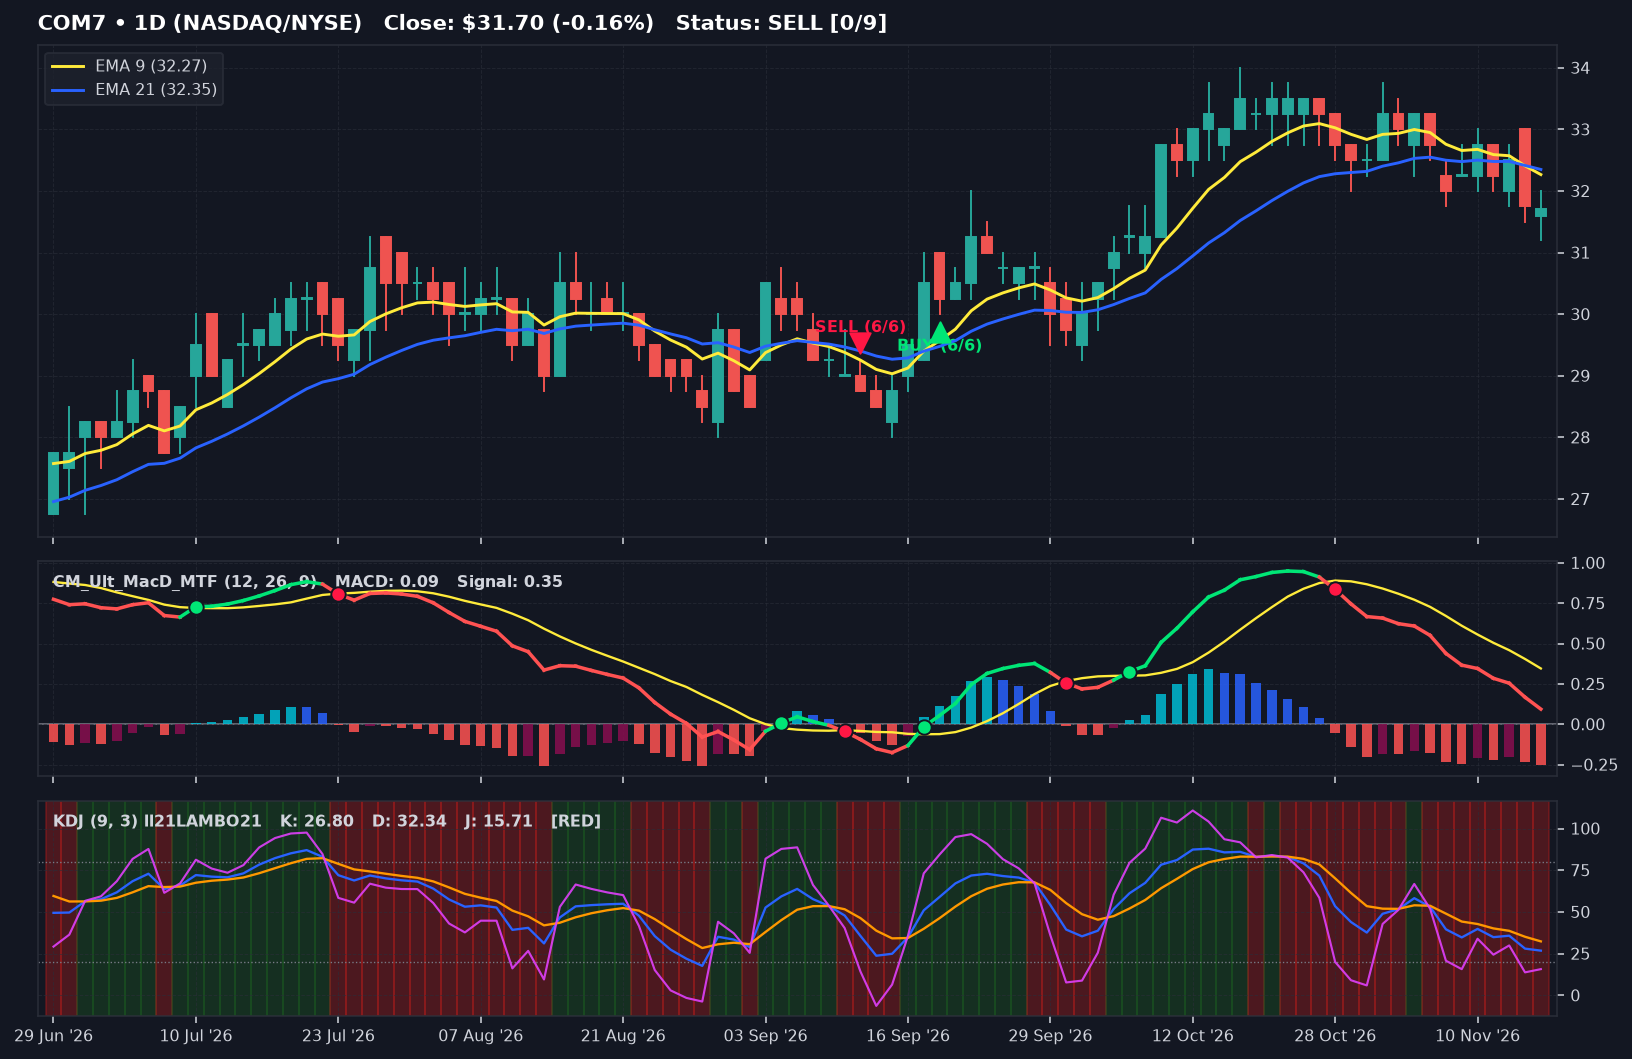 COM7 • 1D (NASDAQ/NYSE)   Close: $31.70 (-0.16%)   Status: SELL [0/9]
EMA 9 (32.27)
EMA 21 (32.35)
34
33
32
31
30
29
28
27
SELL (6/6)
BUY (6/6)
CM_Ult_MacD_MTF (12, 26, 9)   MACD: 0.09   Signal: 0.35
1.00
0.75
0.50
0.25
0.00
−0.25
KDJ (9, 3) II21LAMBO21   K: 26.80   D: 32.34   J: 15.71   [RED]
100
75
50
25
0
29 Jun '26
10 Jul '26
23 Jul '26
07 Aug '26
21 Aug '26
03 Sep '26
16 Sep '26
29 Sep '26
12 Oct '26
28 Oct '26
10 Nov '26